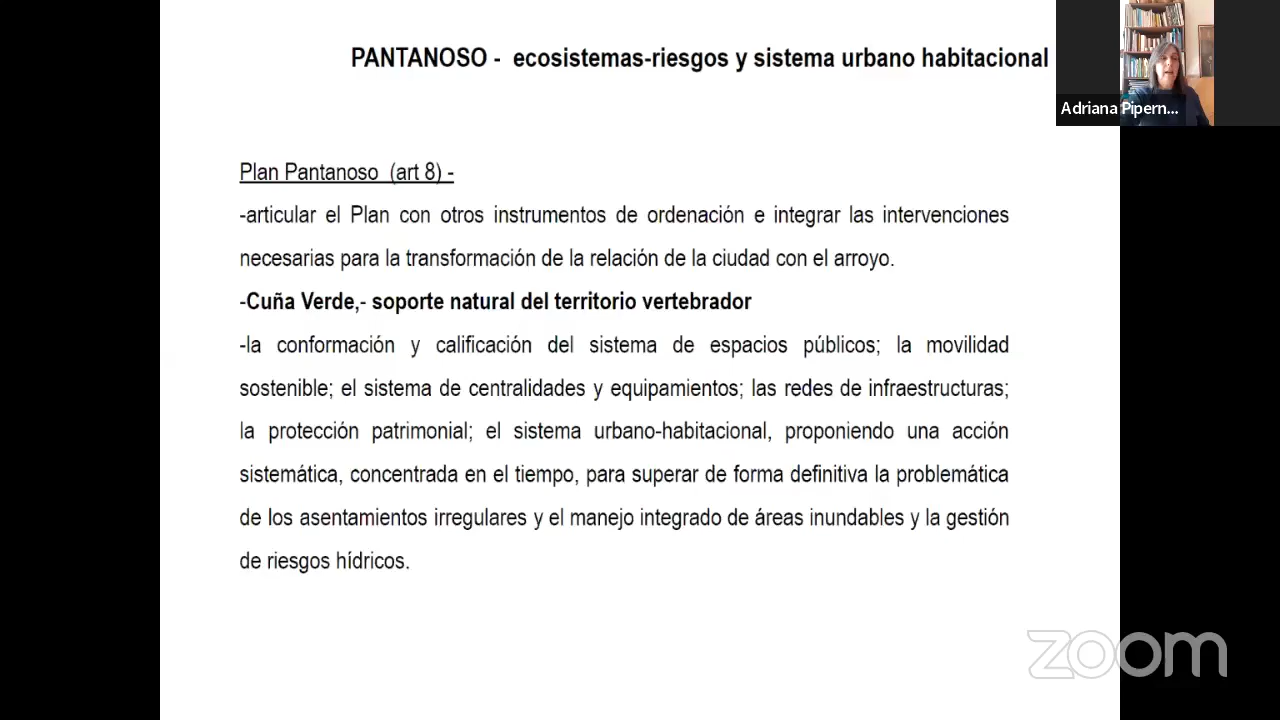 PANTANOSO - ecosistemas-riesgos y sistema urbano habitacional
Adriana Pipern...
Plan Pantanoso (art 8) -
-articular el Plan con otros instrumentos de ordenación e integrar las intervenciones
necesarias para la transformación de la relación de la ciudad con el arroyo.
-Cuña Verde,- soporte natural del territorio vertebrador
-la conformación y calificación del sistema de espacios públicos; la movilidad
sostenible; el sistema de centralidades y equipamientos; las redes de infraestructuras;
la protección patrimonial; el sistema urbano-habitacional, proponiendo una acción
sistemática, concentrada en el tiempo, para superar de forma definitiva la problemática
de los asentamientos irregulares y el manejo integrado de áreas inundables y la gestión
de riesgos hídricos.
zoom